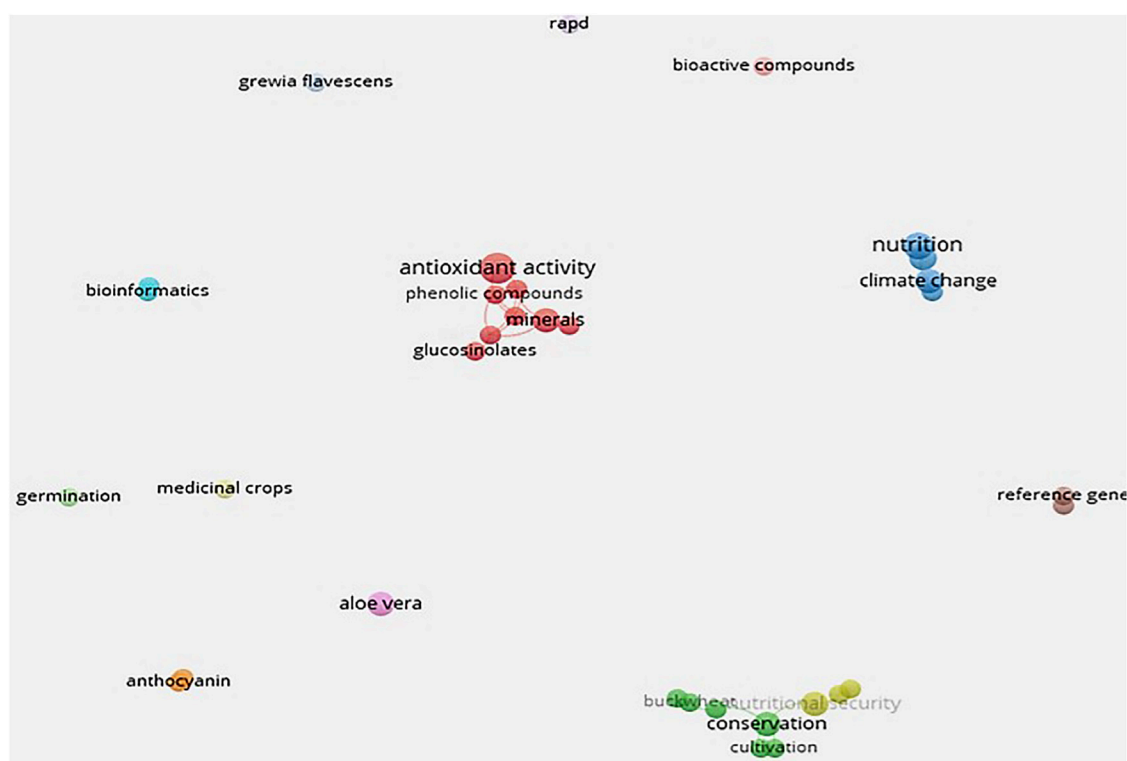 rapd
bioactive compounds
grewia flavescens
nutrition
antioxidant activity
climate change
bioinformatics
phenolic compounds
minerals
glucosinolates
medicinal crops
germination
reference gene
aloe vera
anthocyanin
buckwheat
nutritional security
conservation
cultivation